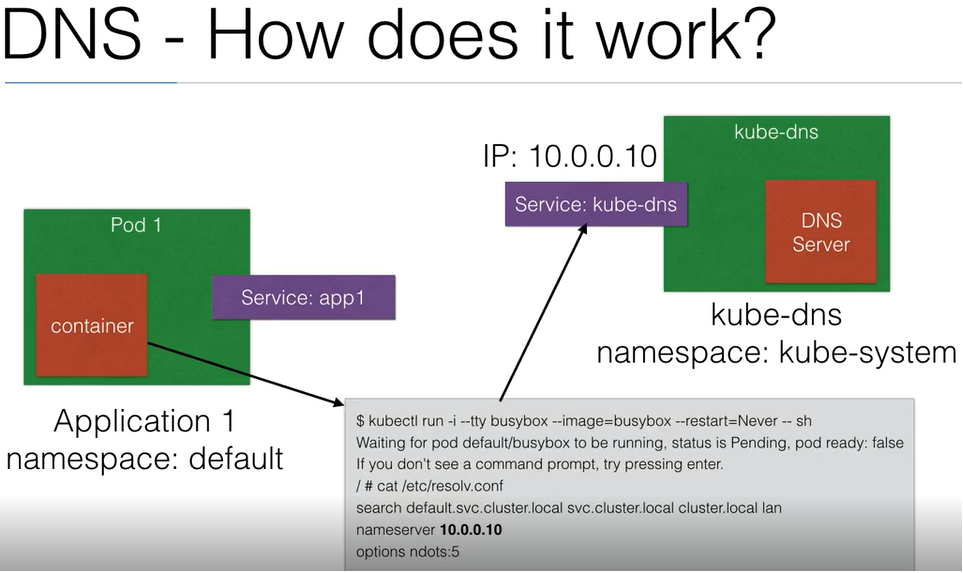 DNS - How does it work?
kube-dns
IP: 10.0.0.10
Service: kube-dns
DNS
Server
Pod 1
Service: app1
container
kube-dns
namespace: kube-system
Application 1
namespace: default
$ kubectl run -i --tty busybox --image=busybox --restart=Never -- sh
Waiting for pod default/busybox to be running, status is Pending, pod ready: false
If you don't see a command prompt, try pressing enter.
/ # cat /etc/resolv.conf
search default.svc.cluster.local svc.cluster.local cluster.local lan
nameserver 10.0.0.10
options ndots:5